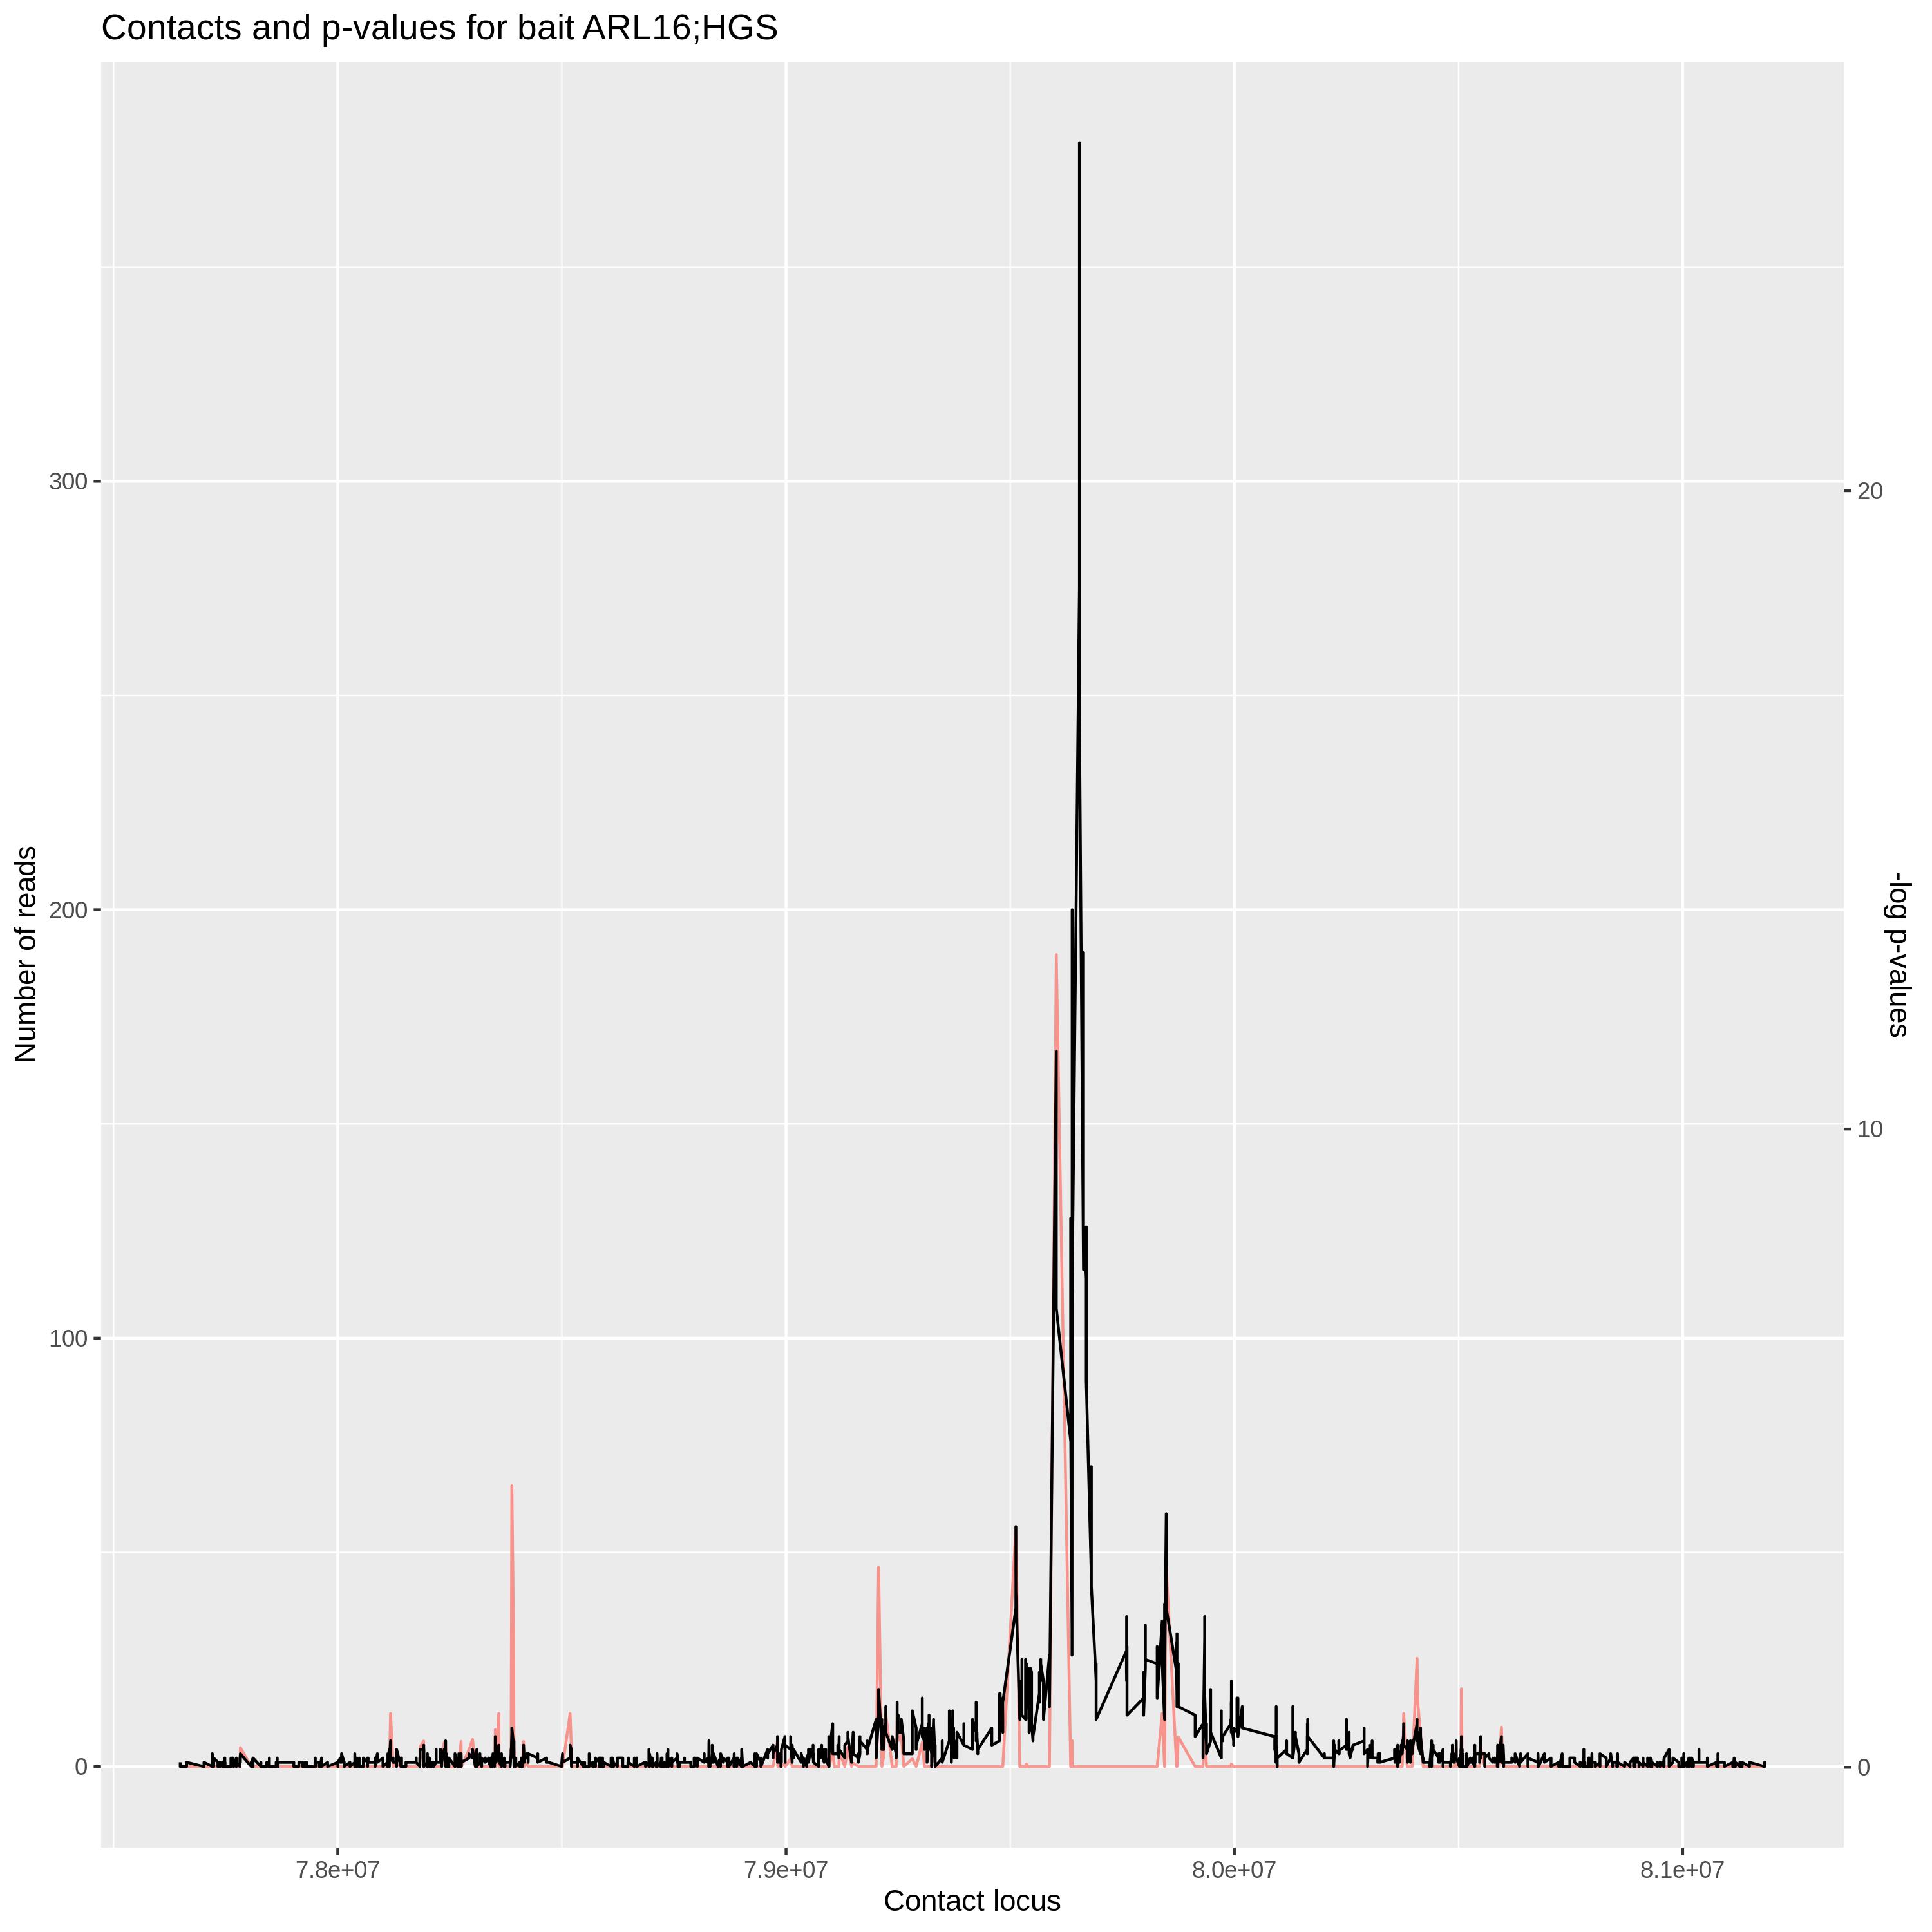 Contacts and p-values for bait ARL16;HGS
Number of reads
300
200
100
0
20
10
0
-log p-values
7.8e+07
7.9e+07
8.0e+07
8.1e+07
Contact locus